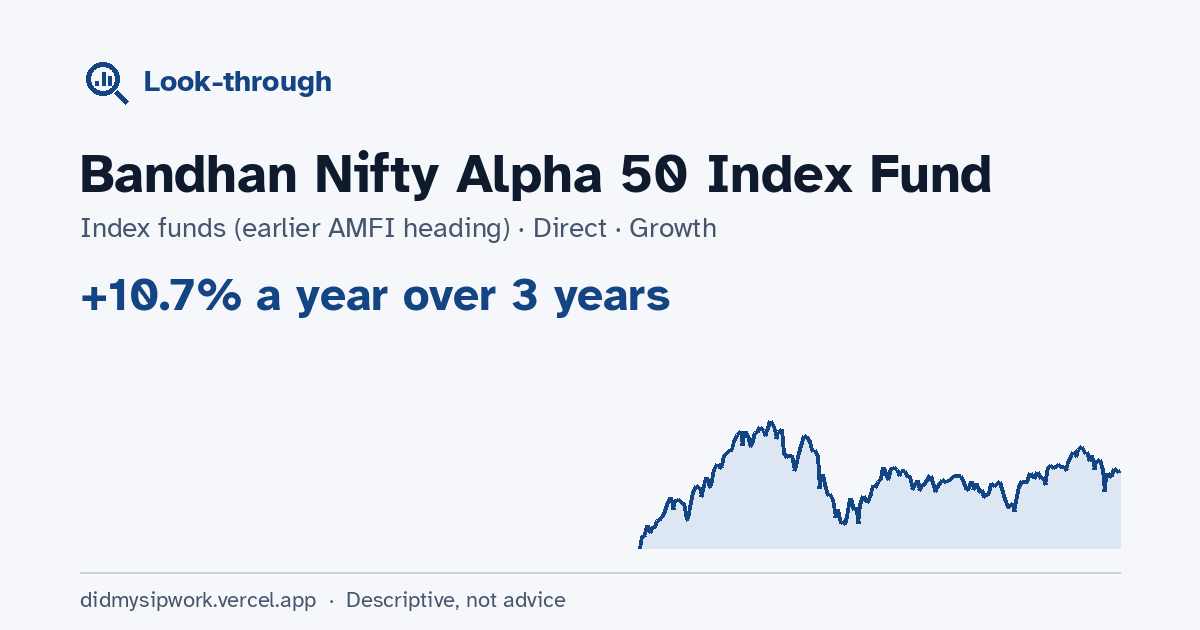 Look-through
Bandhan Nifty Alpha 50 Index Fund
Index funds (earlier AMFI heading) · Direct · Growth
+10.7% a year over 3 years
didmysipwork.vercel.app · Descriptive, not advice